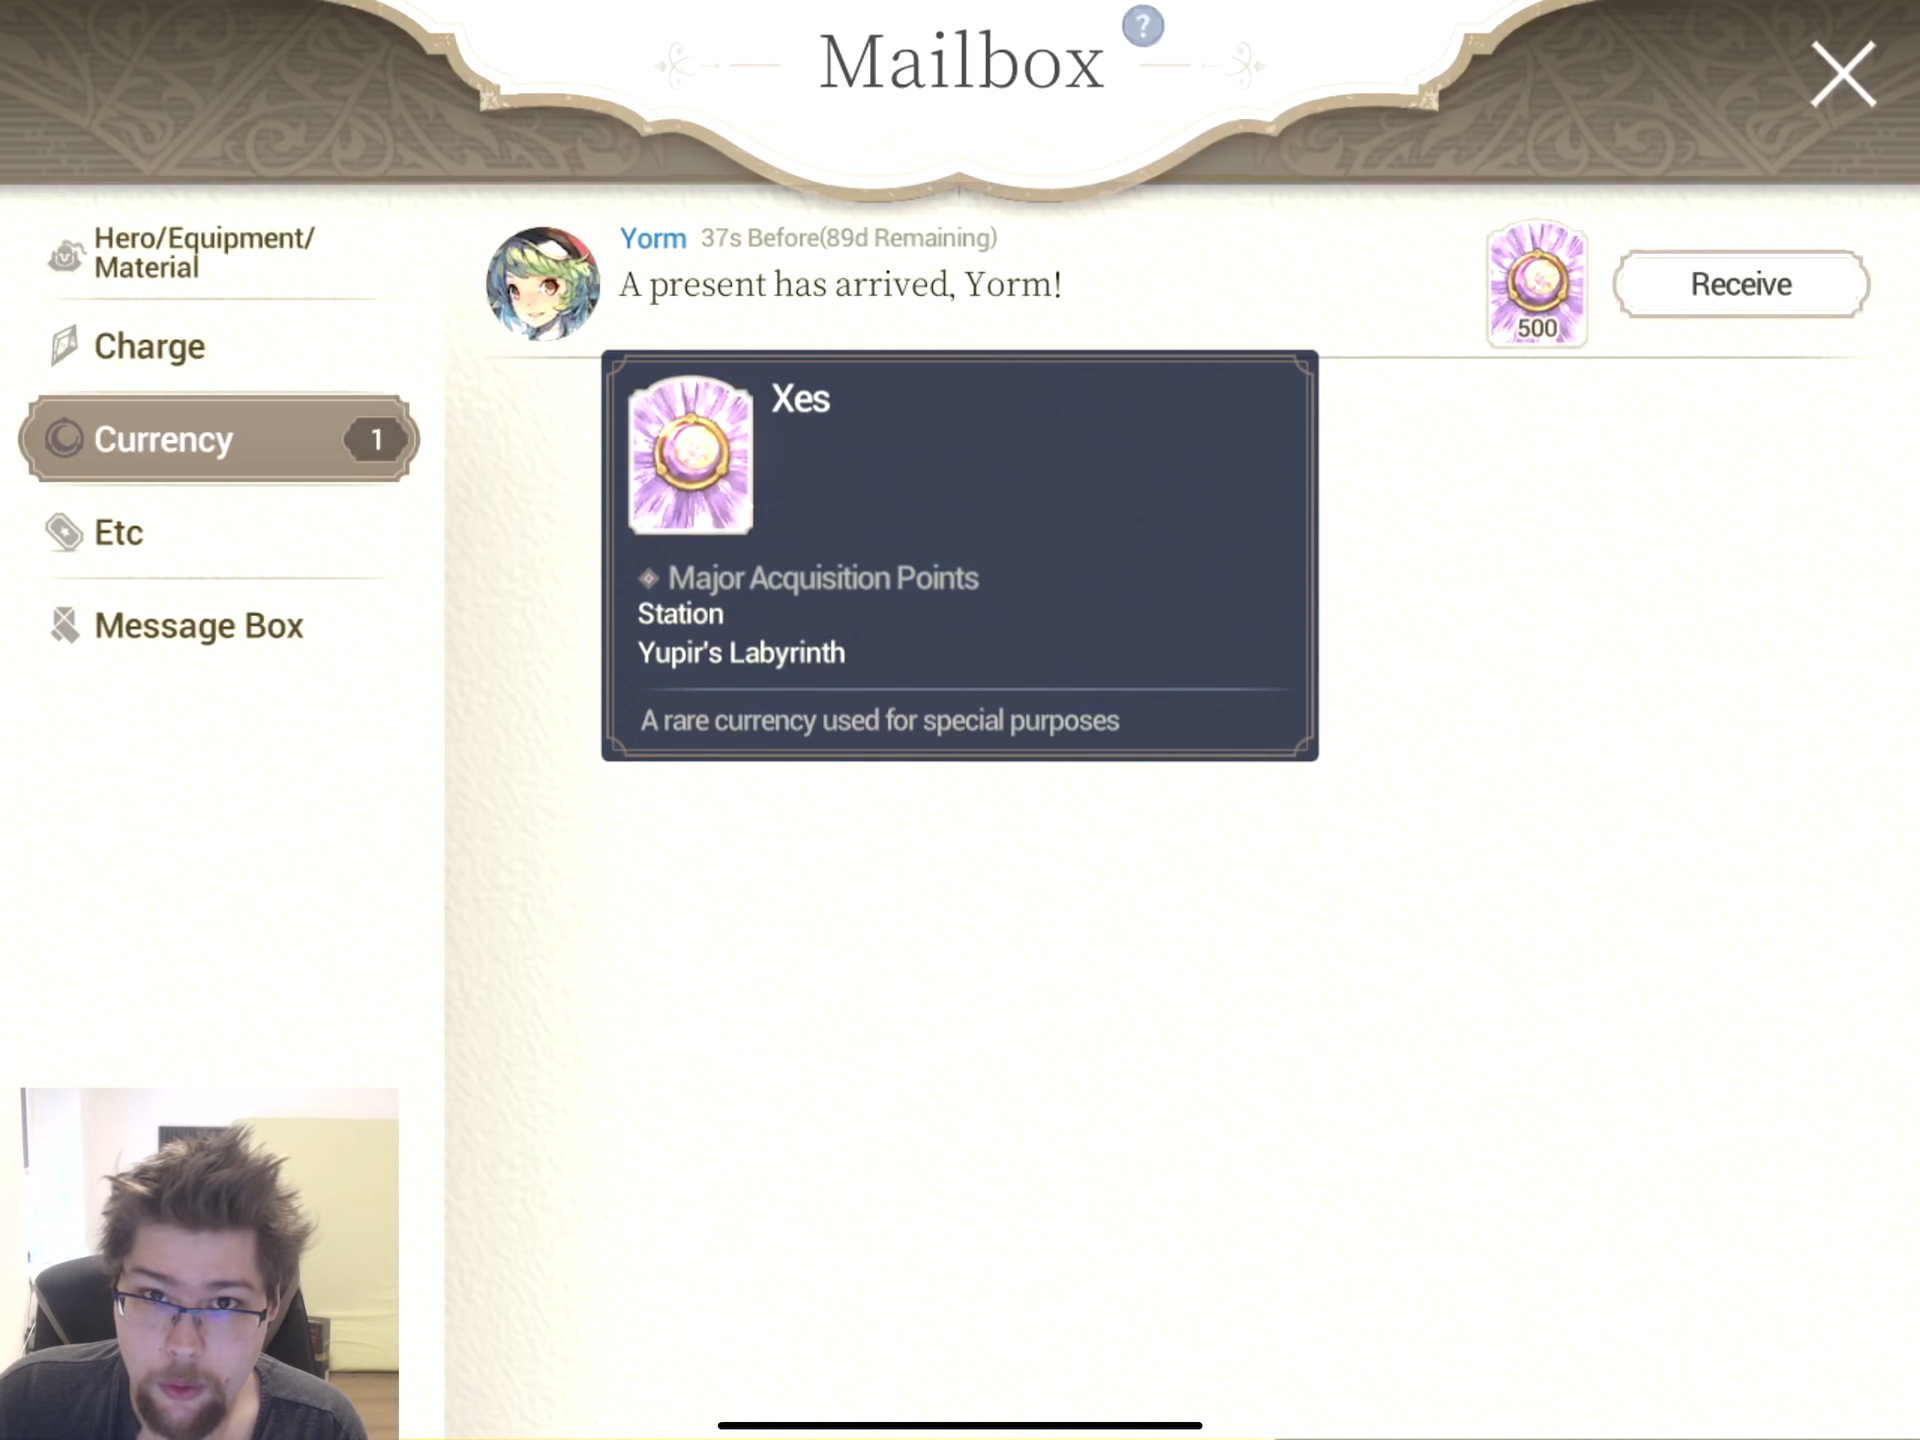 Mailbox
?
Hero/Equipment/
Material
Charge
Currency 1
Etc
Message Box
Yorm 37s Before(89d Remaining)
A present has arrived, Yorm!
500
Receive
Xes
Major Acquisition Points
Station
Yupir's Labyrinth
A rare currency used for special purposes